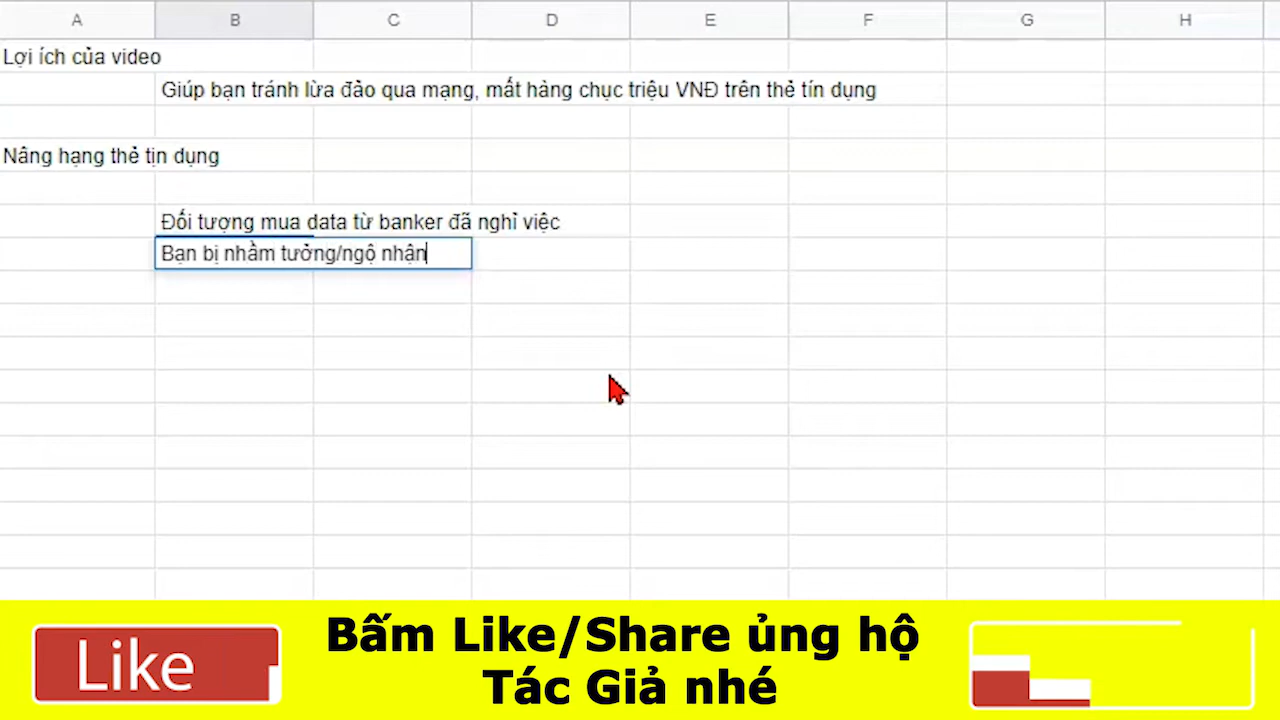 A B C D E F G H
Lợi ích của video
Giúp bạn tránh lừa đảo qua mạng, mất hàng chục triệu VNĐ trên thẻ tín dụng
Nâng hạng thẻ tịn dụng
Đối tượng mua data từ banker đã nghỉ việc
Bạn bị nhầm tưởng/ngộ nhận
Bấm Like/Share ủng hộ
Tác Giả nhé
Like